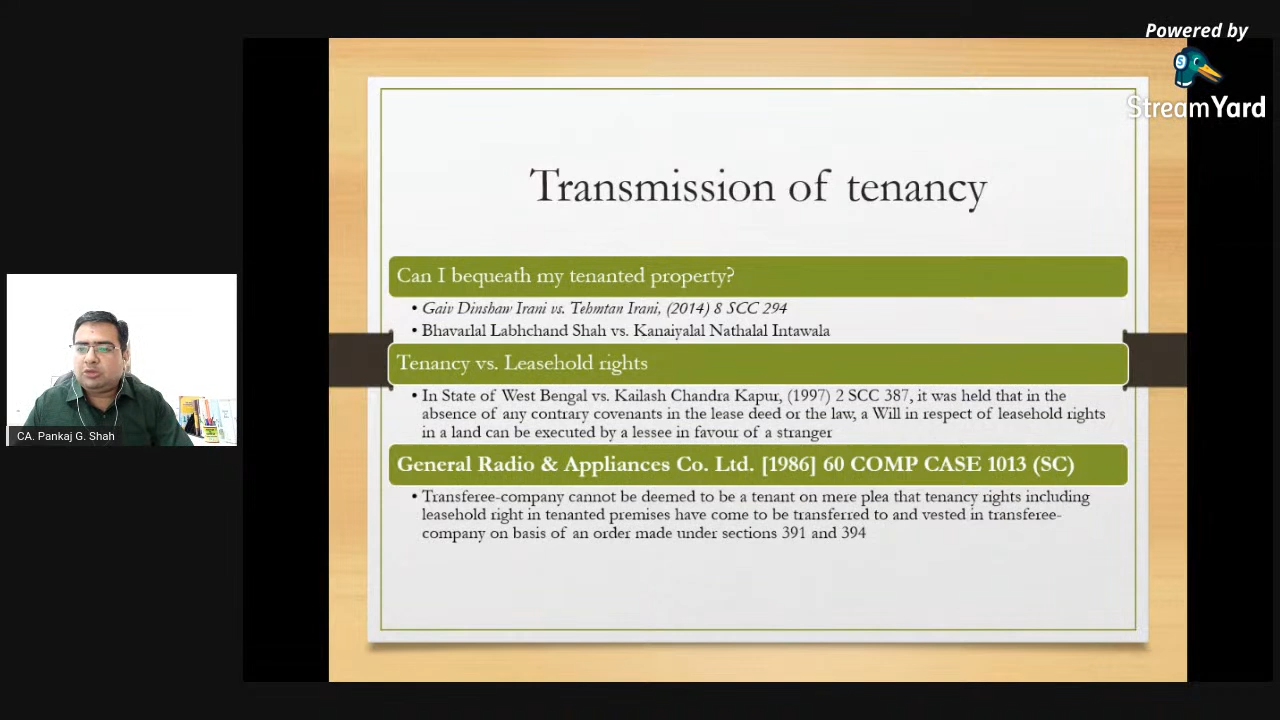 Powered by
StreamYard
Transmission of tenancy
Can I bequeath my tenanted property?
• Gaiv Dinshaw Irani vs. Tehmtan Irani, (2014) 8 SCC 294
• Bhavarlal Labhchand Shah vs. Kanaiyalal Nathalal Intawala
Tenancy vs. Leasehold rights
• In State of West Bengal vs. Kailash Chandra Kapur, (1997) 2 SCC 387, it was held that in the
absence of any contrary covenants in the lease deed or the law, a Will in respect of leasehold rights
in a land can be executed by a lessee in favour of a stranger
General Radio & Appliances Co. Ltd. [1986] 60 COMP CASE 1013 (SC)
• Transferee-company cannot be deemed to be a tenant on mere plea that tenancy rights including
leasehold right in tenanted premises have come to be transferred to and vested in transferee-
company on basis of an order made under sections 391 and 394
CA. Pankaj G. Shah